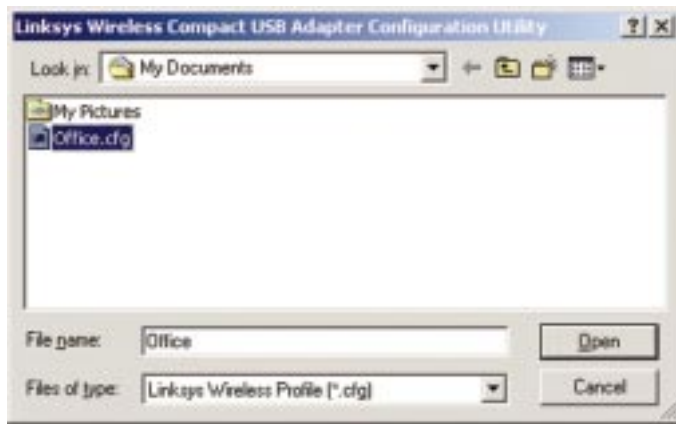 Linksys Wireless Compact USB Adapter Configuration Utility
Look in: My Documents
My Pictures
Office.cfg
File name: Office Open
Files of type: Linksys Wireless Profile (*.cfg) Cancel